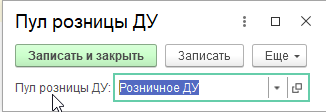 Пул розницы ДУ
Записать и закрыть Записать Еще
Пул розницы ДУ: Розничное ДУ